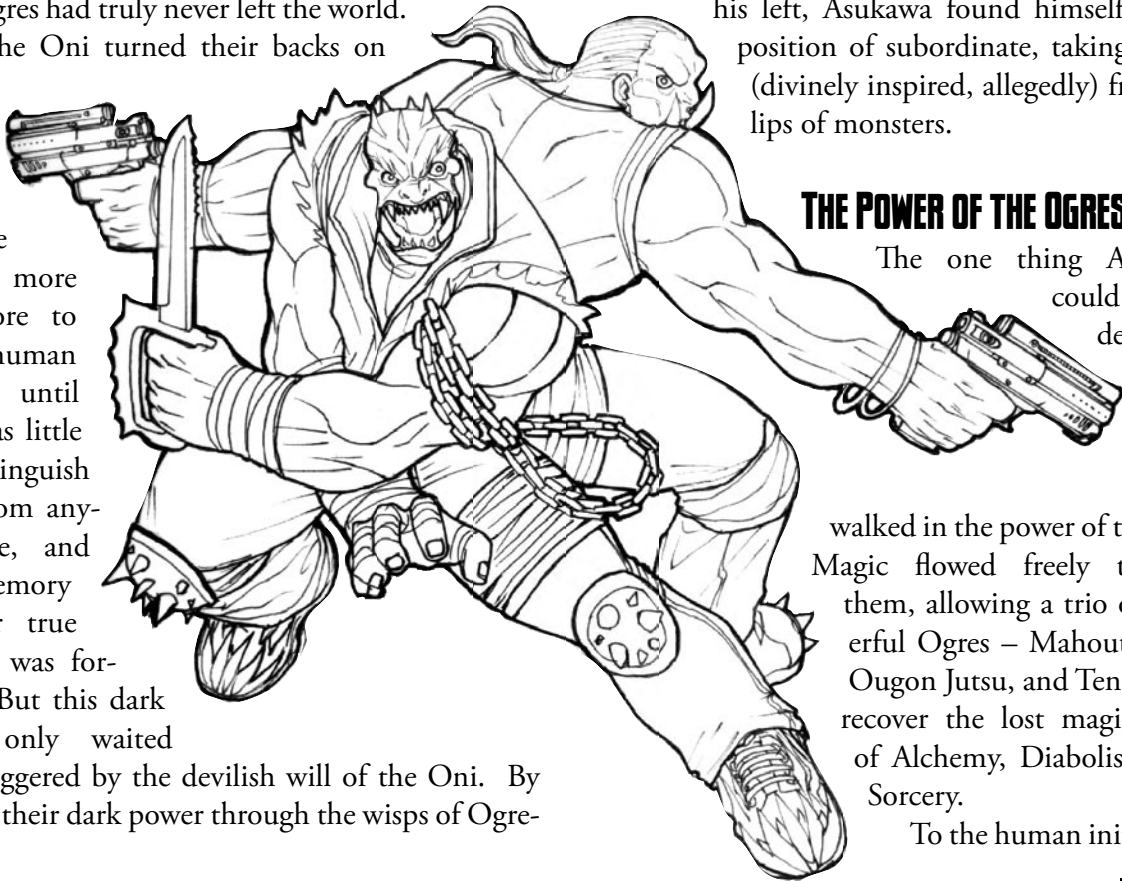 gres had truly never left the world.
he Oni turned their backs on
e
more
ore to
human
until
as little
inguish
om any-
e, and
emory
r true
was for-
But this dark
only waited
ggered by the devilish will of the Oni. By
their dark power through the wisps of Ogre-
his left, Asukawa found himself
position of subordinate, taking
(divinely inspired, allegedly) fr
lips of monsters.
THE POWER OF THE OGRES
The one thing A
could
de
walked in the power of t
Magic flowed freely t
them, allowing a trio o
erful Ogres – Mahout
Ougon Jutsu, and Ten
recover the lost magi
of Alchemy, Diabolis
Sorcery.
To the human ini